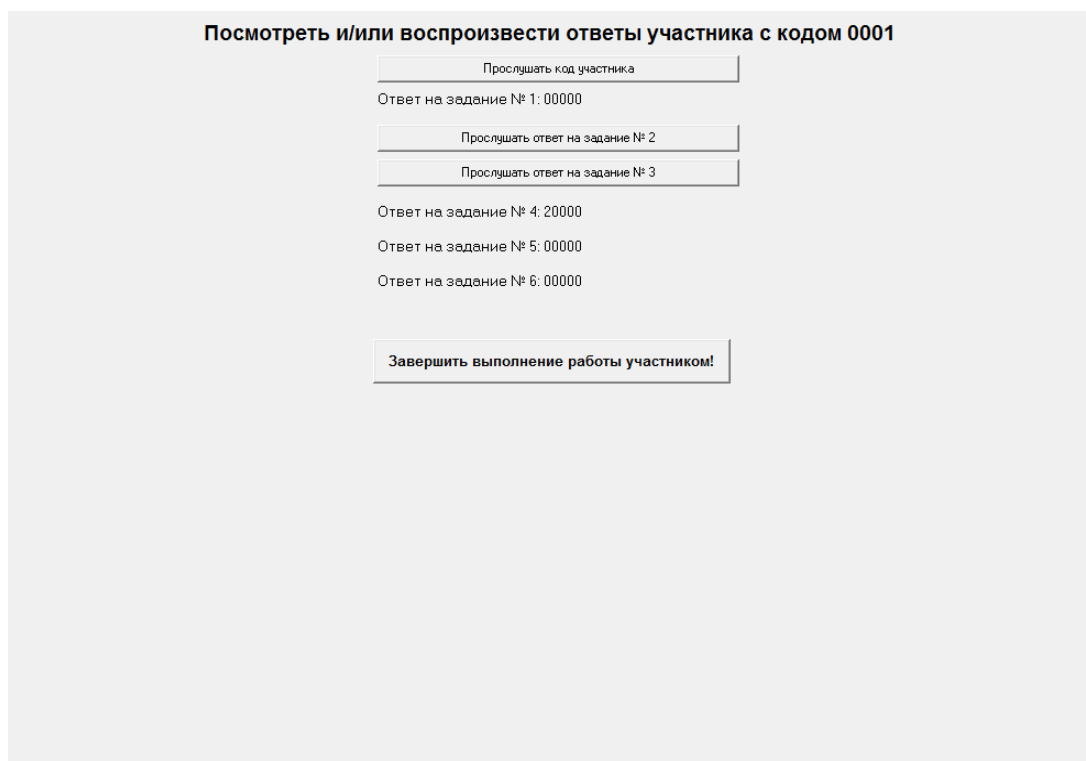 Посмотреть и/или воспроизвести ответы участника с кодом 0001
Прослушать код участника
Ответ на задание № 1: 00000
Прослушать ответ на задание № 2
Прослушать ответ на задание № 3
Ответ на задание № 4: 20000
Ответ на задание № 5: 00000
Ответ на задание № 6: 00000
Завершить выполнение работы участником!